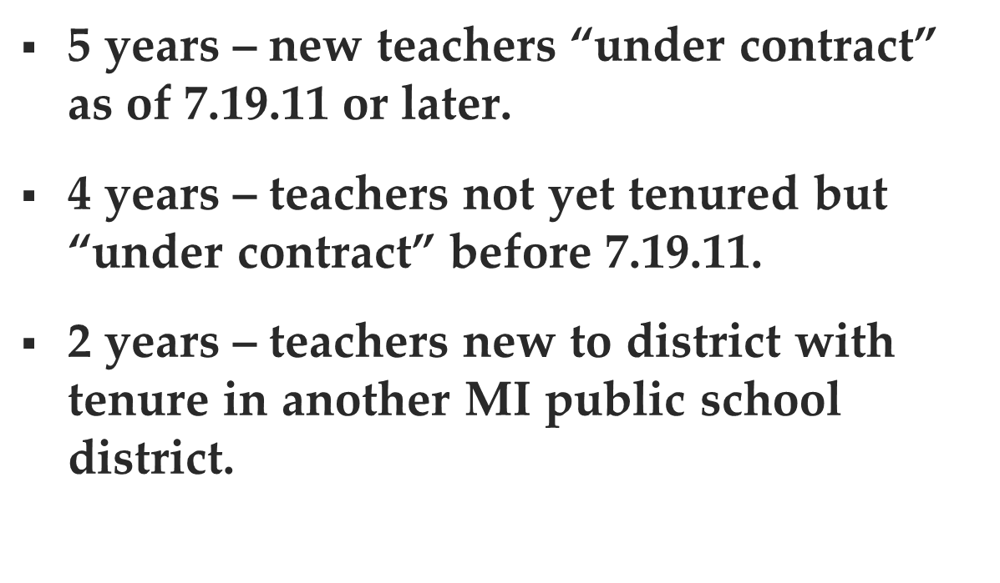 ▪ 5 years – new teachers “under contract”
as of 7.19.11 or later.
▪ 4 years – teachers not yet tenured but
“under contract” before 7.19.11.
▪ 2 years – teachers new to district with
tenure in another MI public school
district.